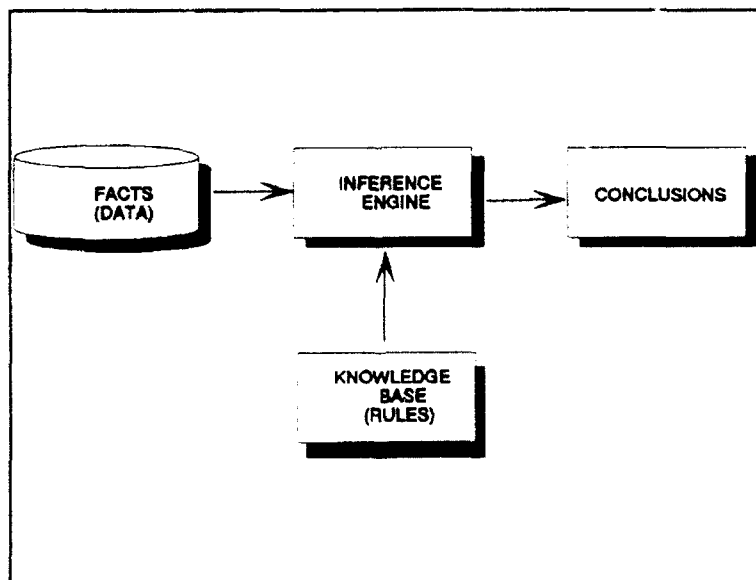 FACTS
(DATA)
INFERENCE
ENGINE
CONCLUSIONS
KNOWLEDGE
BASE
(RULES)